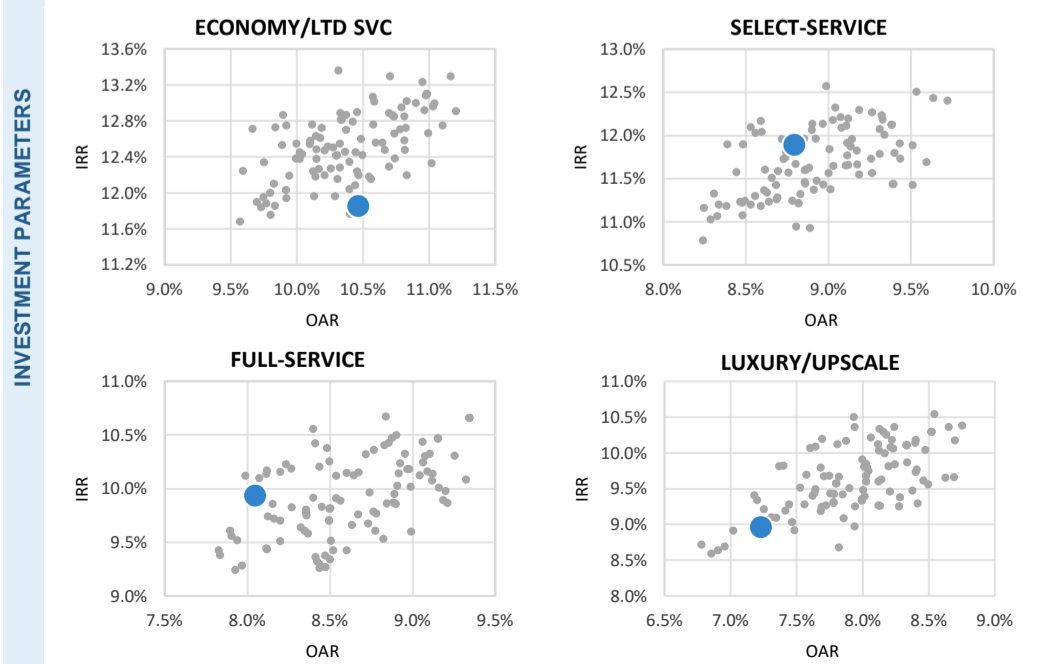 INVESTMENT PARAMETERS
ECONOMY/LTD SVC
13.6%
13.2%
12.8%
12.4%
12.0%
11.6%
11.2%
IRR
9.0% 9.5% 10.0% 10.5% 11.0% 11.5%
OAR
SELECT-SERVICE
13.0%
12.5%
12.0%
11.5%
11.0%
10.5%
IRR
8.0% 8.5% 9.0% 9.5% 10.0%
OAR
FULL-SERVICE
11.0%
10.5%
10.0%
9.5%
9.0%
IRR
7.5% 8.0% 8.5% 9.0% 9.5%
OAR
LUXURY/UPSCALE
11.0%
10.5%
10.0%
9.5%
9.0%
8.5%
8.0%
IRR
6.5% 7.0% 7.5% 8.0% 8.5% 9.0%
OAR